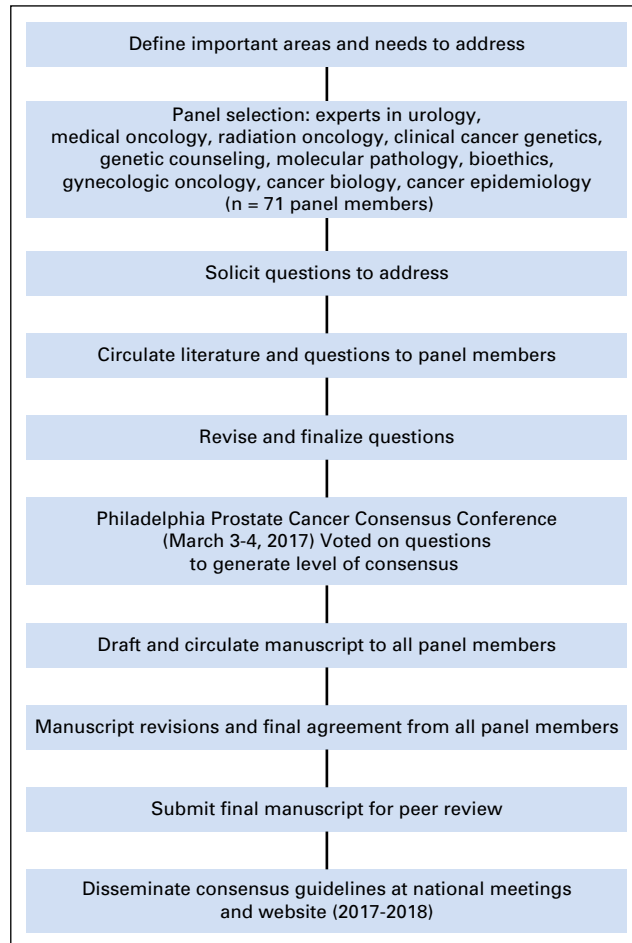 Define important areas and needs to address
Panel selection: experts in urology,
medical oncology, radiation oncology, clinical cancer genetics,
genetic counseling, molecular pathology, bioethics,
gynecologic oncology, cancer biology, cancer epidemiology
(n = 71 panel members)
Solicit questions to address
Circulate literature and questions to panel members
Revise and finalize questions
Philadelphia Prostate Cancer Consensus Conference
(March 3-4, 2017) Voted on questions
to generate level of consensus
Draft and circulate manuscript to all panel members
Manuscript revisions and final agreement from all panel members
Submit final manuscript for peer review
Disseminate consensus guidelines at national meetings
and website (2017-2018)